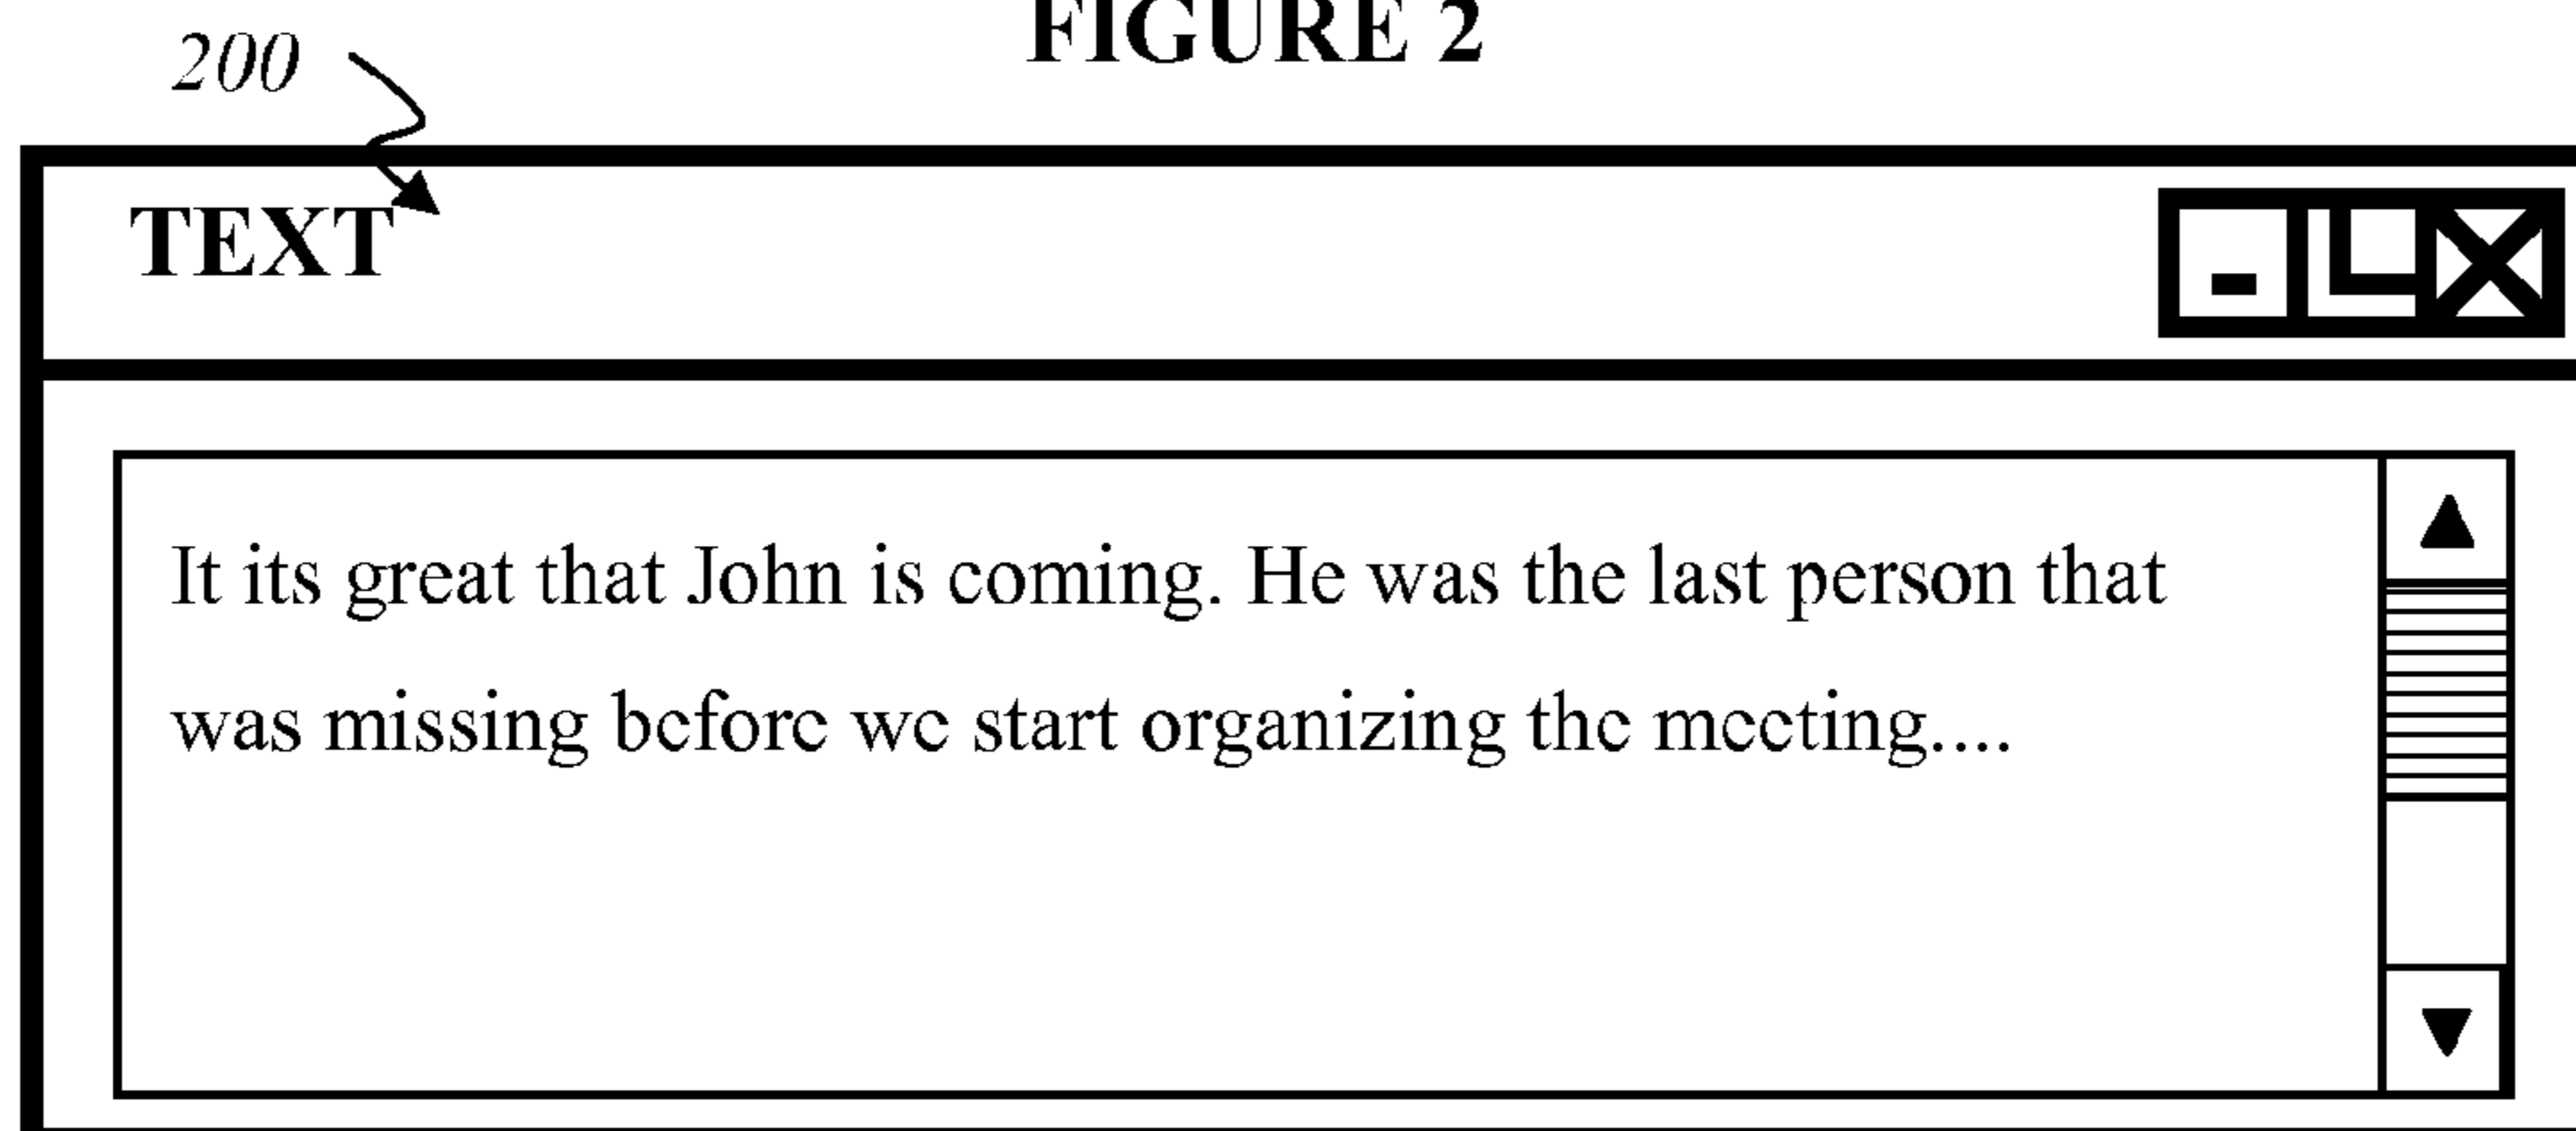 FIGURE 2
200
TEXT
It its great that John is coming. He was the last person that
was missing before we start organizing the meeting....